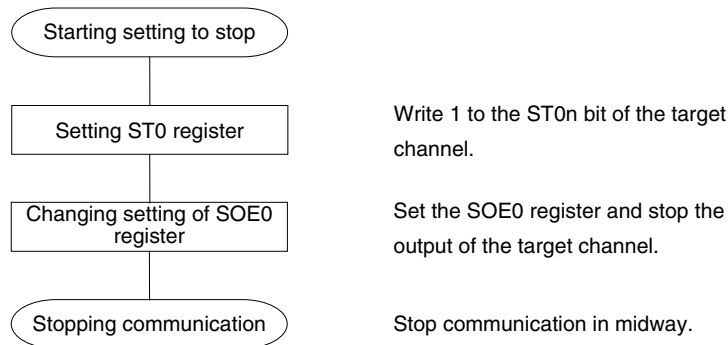 Starting setting to stop
Setting ST0 register
Write 1 to the ST0n bit of the target
channel.
Changing setting of SOE0
register
Set the SOE0 register and stop the
output of the target channel.
Stopping communication
Stop communication in midway.